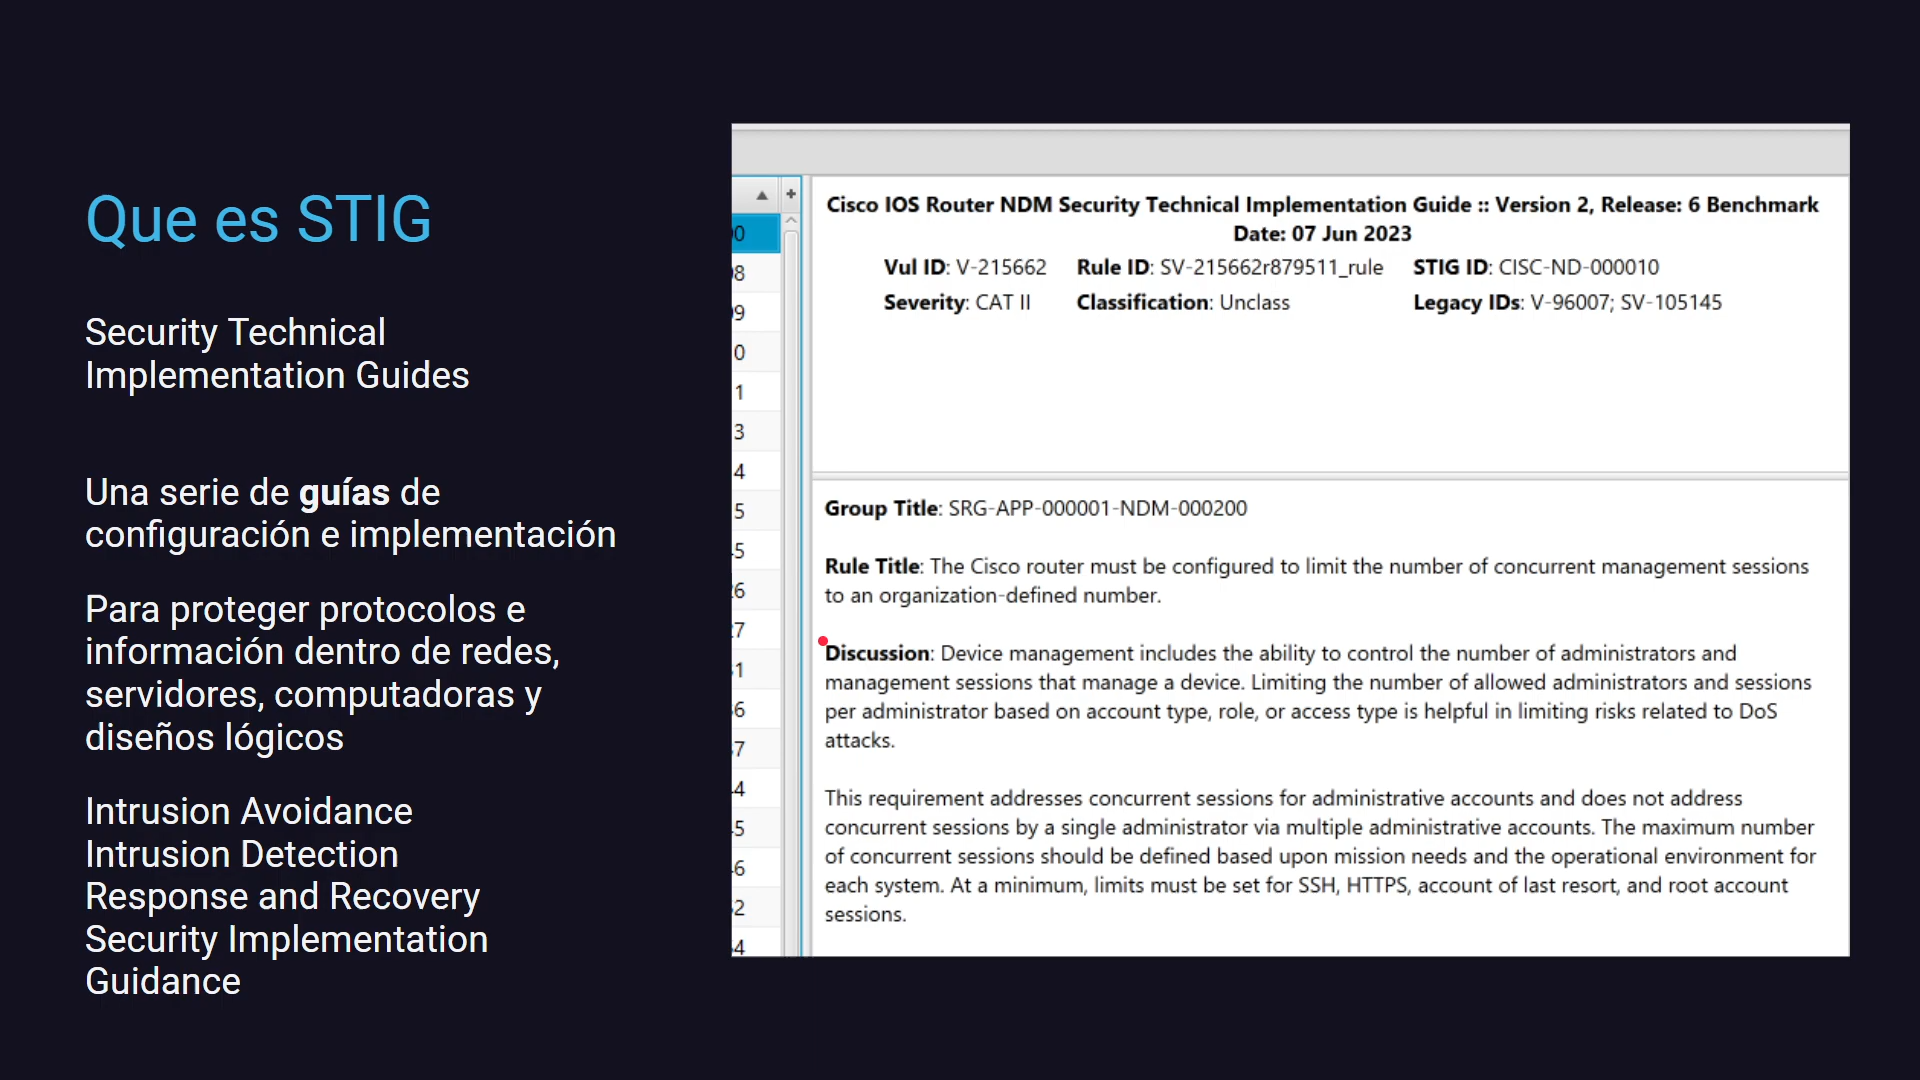 Que es STIG
Security Technical
Implementation Guides
Una serie de guías de
configuración e implementación
Para proteger protocolos e
información dentro de redes,
servidores, computadoras y
diseños lógicos
Intrusion Avoidance
Intrusion Detection
Response and Recovery
Security Implementation
Guidance
Cisco IOS Router NDM Security Technical Implementation Guide :: Version 2, Release: 6 Benchmark
Date: 07 Jun 2023
Vul ID: V-215662 Rule ID: SV-215662r879511_rule STIG ID: CISC-ND-000010
Severity: CAT II Classification: Unclass Legacy IDs: V-96007; SV-105145
Group Title: SRG-APP-000001-NDM-000200
Rule Title: The Cisco router must be configured to limit the number of concurrent management sessions
to an organization-defined number.
Discussion: Device management includes the ability to control the number of administrators and
management sessions that manage a device. Limiting the number of allowed administrators and sessions
per administrator based on account type, role, or access type is helpful in limiting risks related to DoS
attacks.
This requirement addresses concurrent sessions for administrative accounts and does not address
concurrent sessions by a single administrator via multiple administrative accounts. The maximum number
of concurrent sessions should be defined based upon mission needs and the operational environment for
each system. At a minimum, limits must be set for SSH, HTTPS, account of last resort, and root account
sessions.